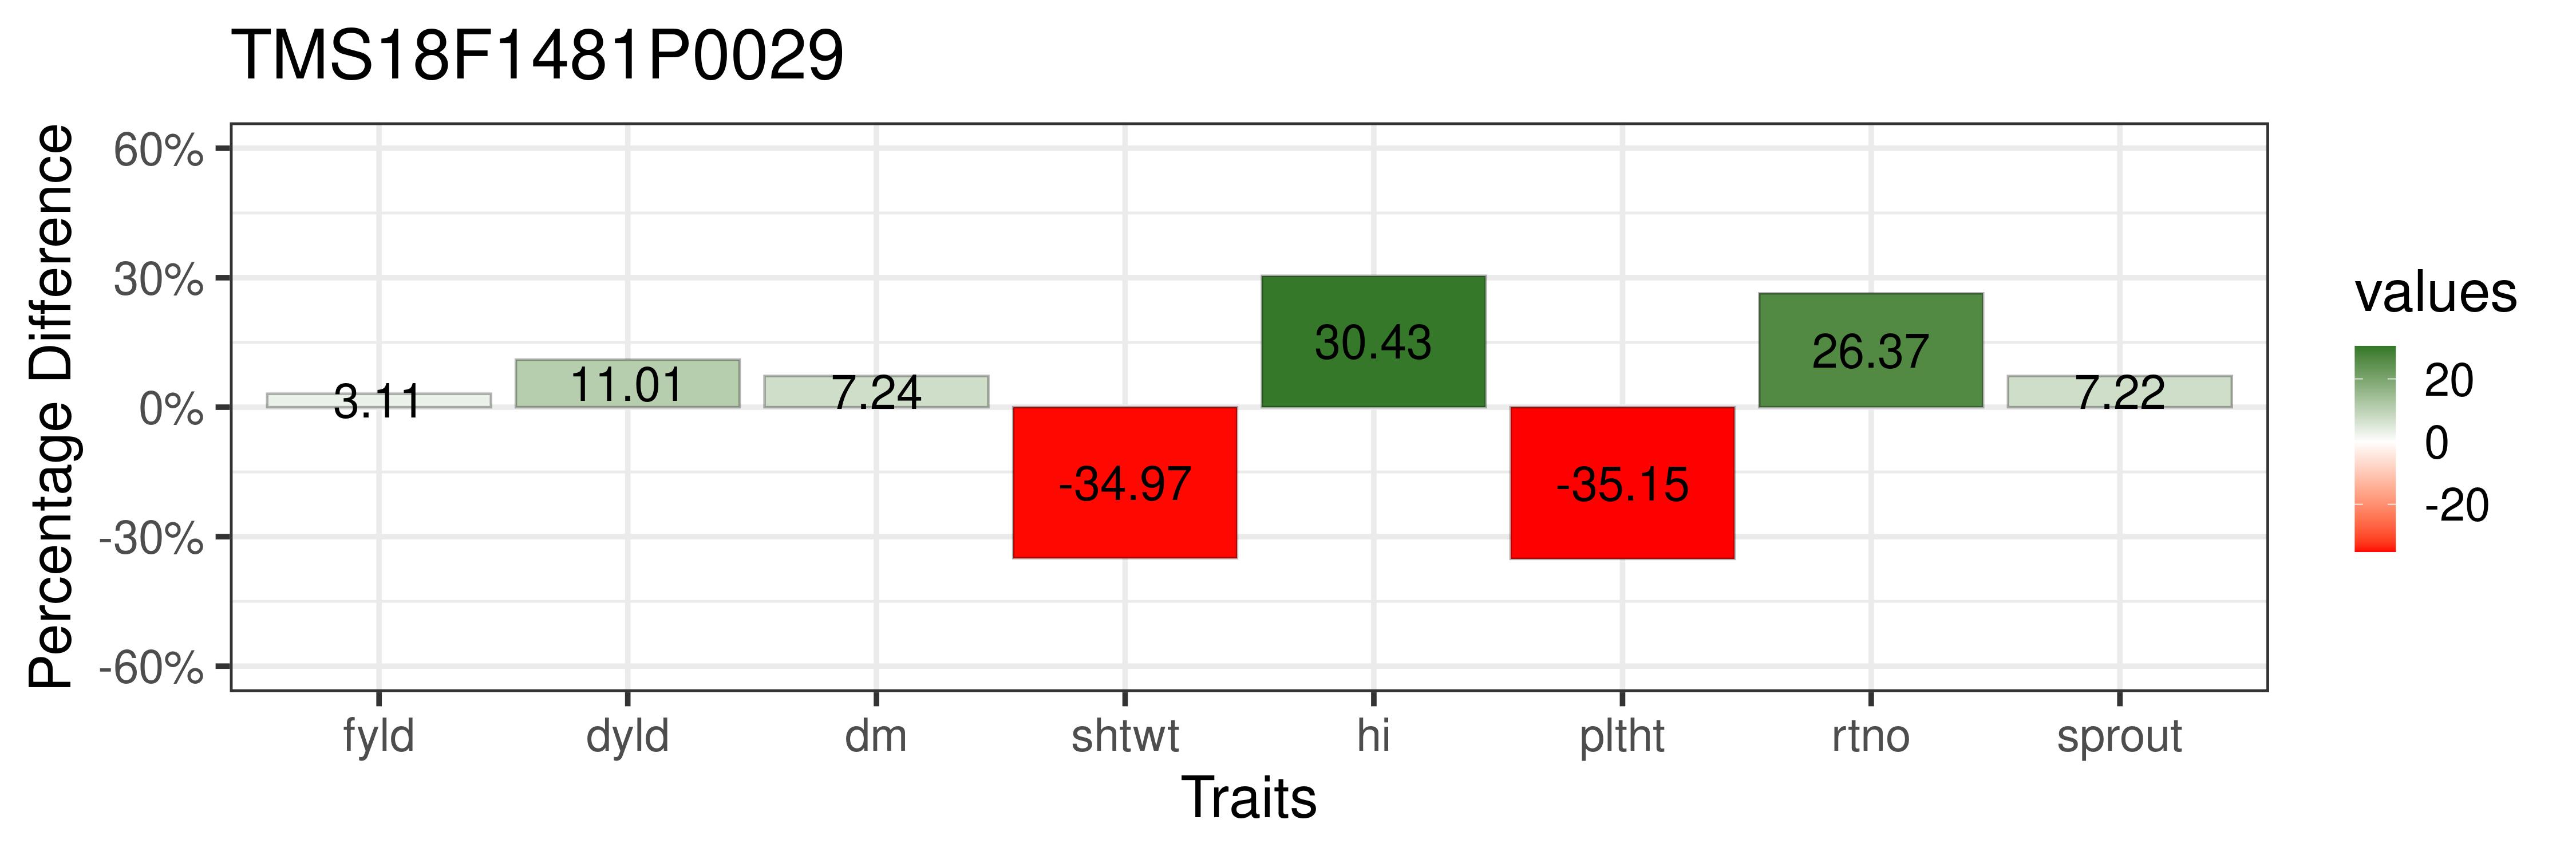 TMS18F1481P0029
Percentage Difference
60%
30%
0%
-30%
-60%
3.11
11.01
7.24
-34.97
30.43
-35.15
26.37
7.22
fyld
dyld
dm
shtwt
hi
pltht
rtno
sprout
Traits
values
20
0
-20